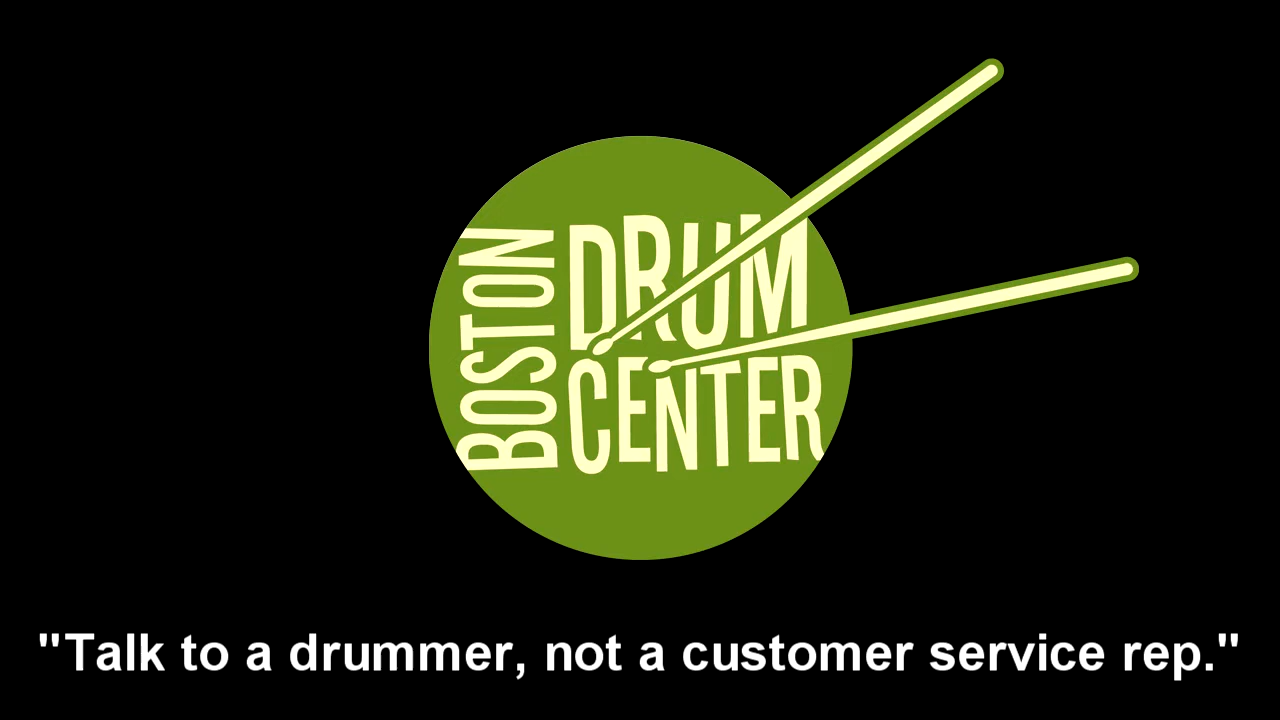 BOSTON
DRUM
CENTER
"Talk to a drummer, not a customer service rep."